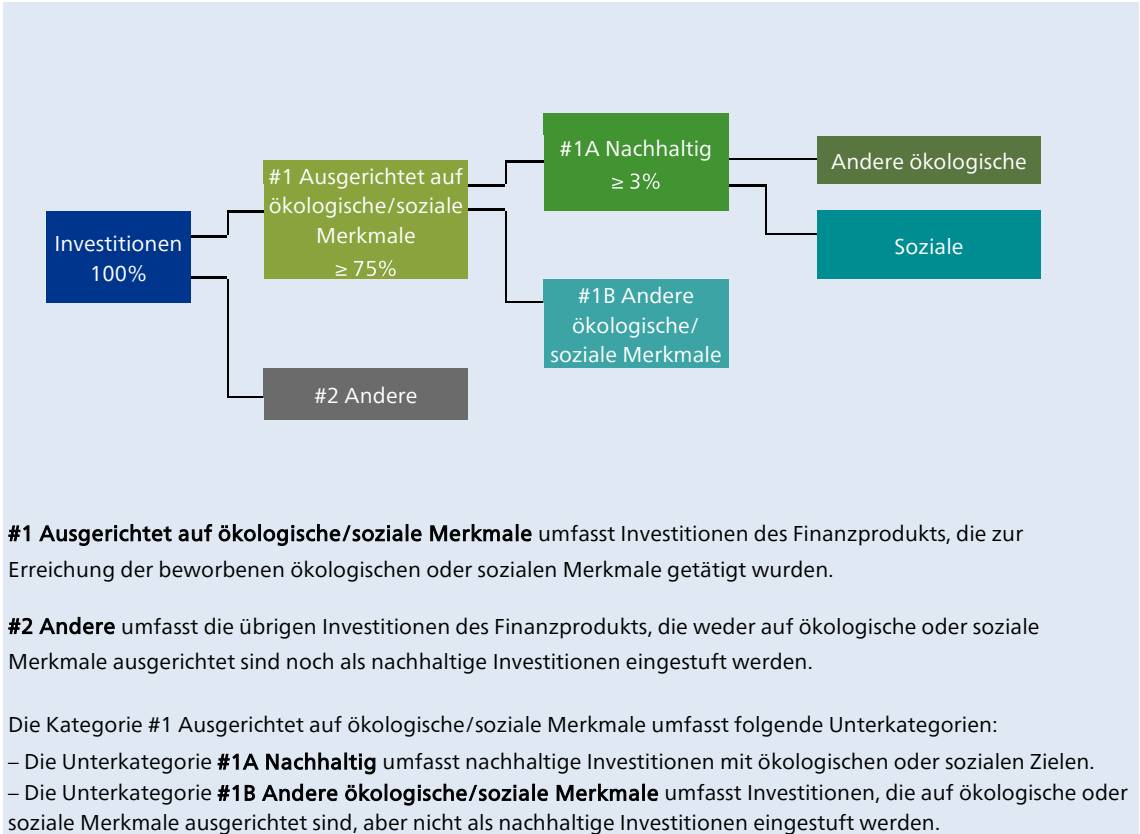 Investitionen
100%
#1 Ausgerichtet auf
ökologische/soziale
Merkmale
≥ 75%
#2 Andere
#1A Nachhaltig
≥ 3%
#1B Andere
ökologische/
soziale Merkmale
Andere ökologische
Soziale
#1 Ausgerichtet auf ökologische/soziale Merkmale umfasst Investitionen des Finanzprodukts, die zur
Erreichung der beworbenen ökologischen oder sozialen Merkmale getätigt wurden.
#2 Andere umfasst die übrigen Investitionen des Finanzprodukts, die weder auf ökologische oder soziale
Merkmale ausgerichtet sind noch als nachhaltige Investitionen eingestuft werden.
Die Kategorie #1 Ausgerichtet auf ökologische/soziale Merkmale umfasst folgende Unterkategorien:
– Die Unterkategorie #1A Nachhaltig umfasst nachhaltige Investitionen mit ökologischen oder sozialen Zielen.
– Die Unterkategorie #1B Andere ökologische/soziale Merkmale umfasst Investitionen, die auf ökologische oder
soziale Merkmale ausgerichtet sind, aber nicht als nachhaltige Investitionen eingestuft werden.